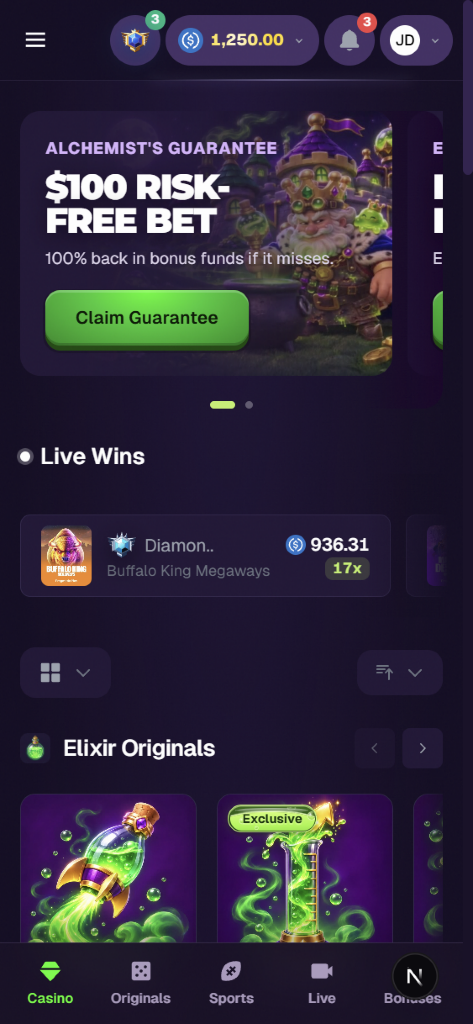 3
1,250.00
3
JD
ALCHEMIST'S GUARANTEE
$100 RISK-
FREE BET
100% back in bonus funds if it misses.
Claim Guarantee
E
E
Live Wins
Diamon..
936.31
BUFFALO KING
Buffalo King Megaways
17x
Elixir Originals
Exclusive
N
Casino
Originals
Sports
Live
Bonuses